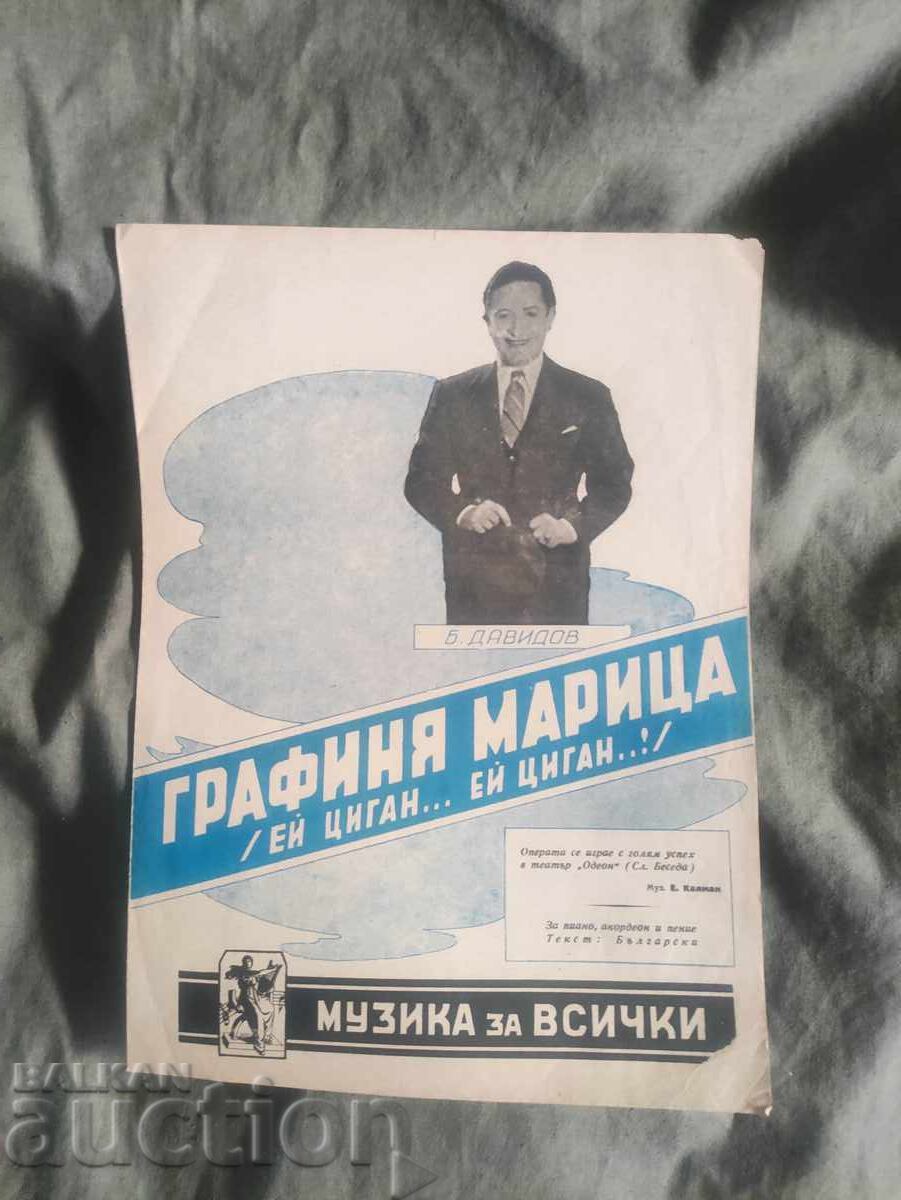 Б. ДАВИДОВ
ГРАФИНЯ МАРИЦА
/ЕЙ ЦИГАН... ЕЙ ЦИГАН..!/
Операта се играе с голям успех
в театър „Одеон“ (Сл. Беседа)
Муз. Е. Калман
За пиано, акордеон и пение
Текст: Български
МУЗИКА ЗА ВСИЧКИ
BALKAN
auction